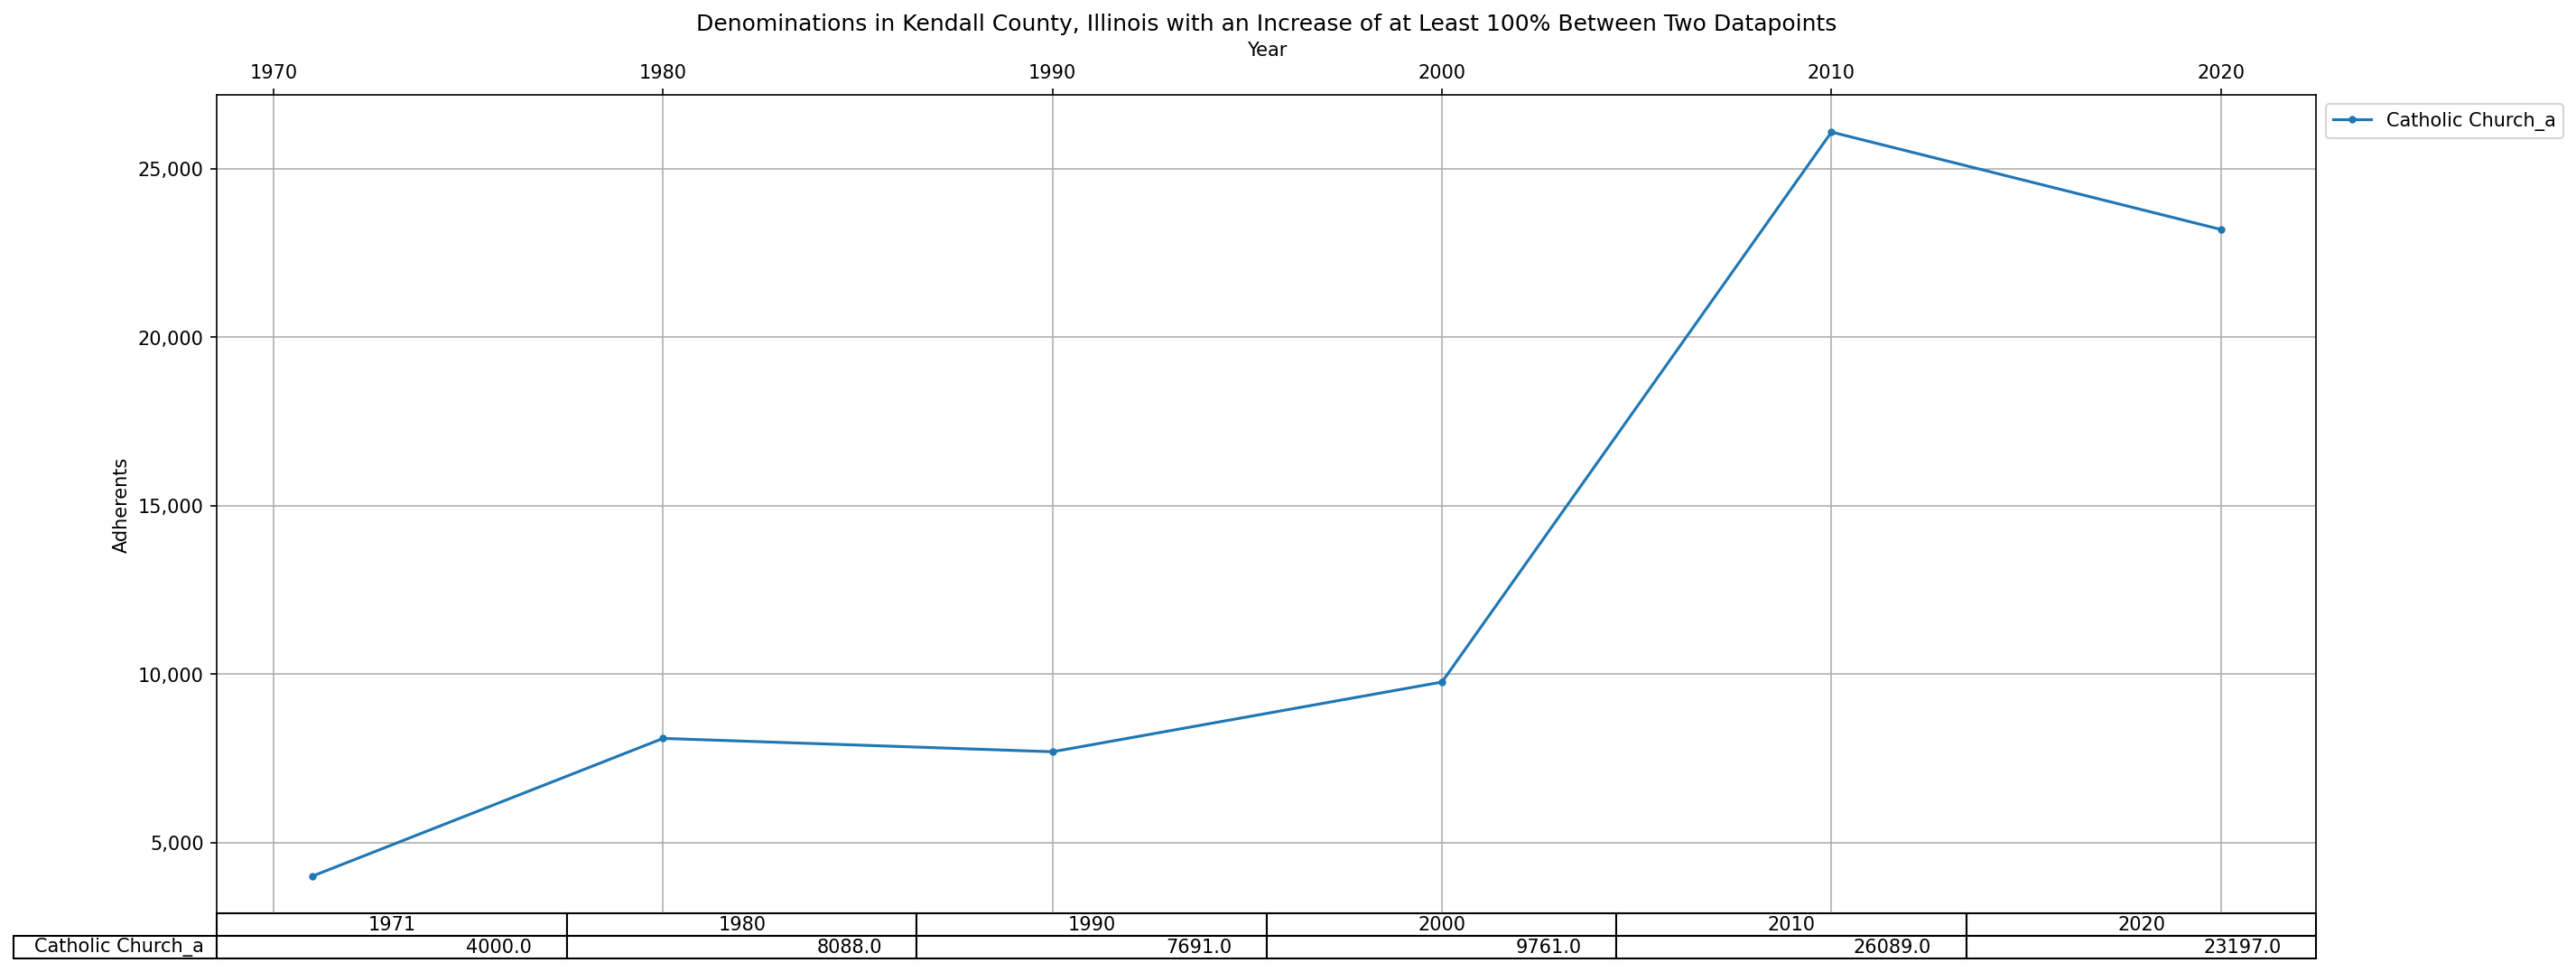 Denominations in Kendall County, Illinois with an Increase of at Least 100% Between Two Datapoints
Year
1970 1980 1990 2000 2010 2020
Catholic Church_a
25,000
20,000
15,000
10,000
5,000
Adherents
1971 1980 1990 2000 2010 2020
Catholic Church_a 4000.0 8088.0 7691.0 9761.0 26089.0 23197.0